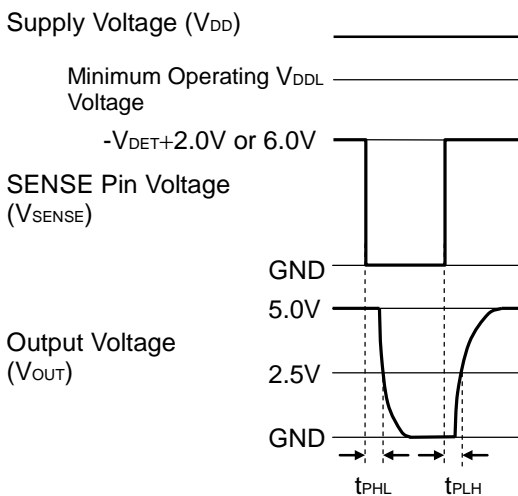 Supply Voltage (VDD)
Minimum Operating VDDL
Voltage
-VDET+2.0V or 6.0V
SENSE Pin Voltage
(VSENSE)
GND
5.0V
Output Voltage
(VOUT)
2.5V
GND
tPHL tPLH